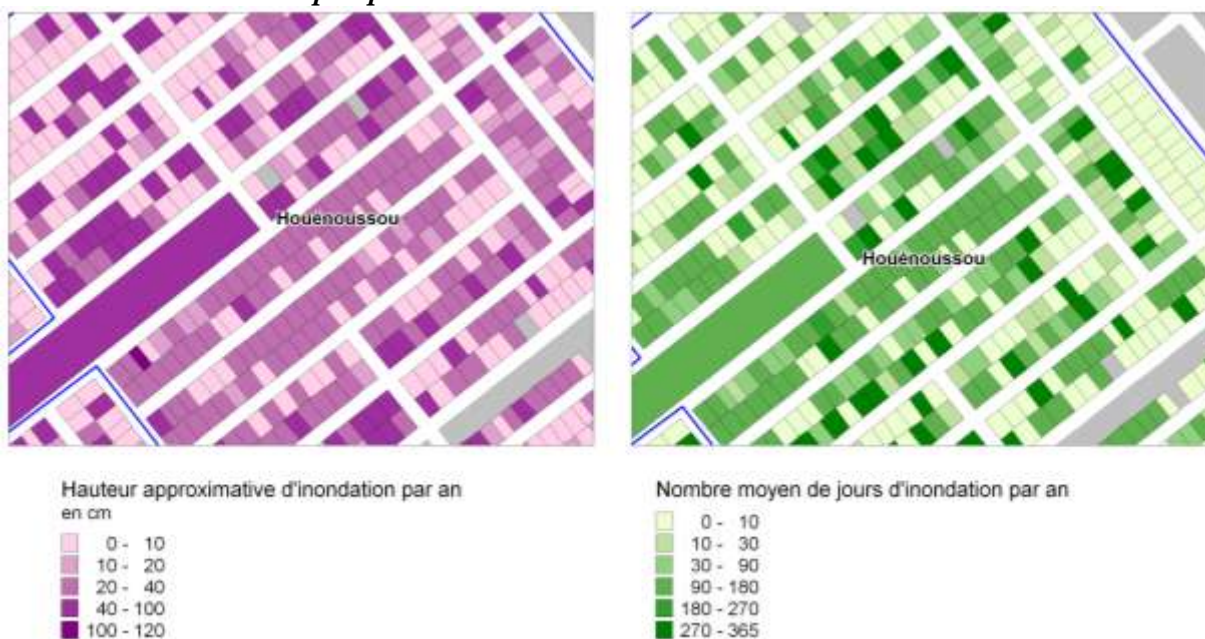 Houénoussou
Houénoussou
Hauteur approximative d'inondation par an
en cm
0 - 10
10 - 20
20 - 40
40 - 100
100 - 120
Nombre moyen de jours d'inondation par an
0 - 10
10 - 30
30 - 90
90 - 180
180 - 270
270 - 365